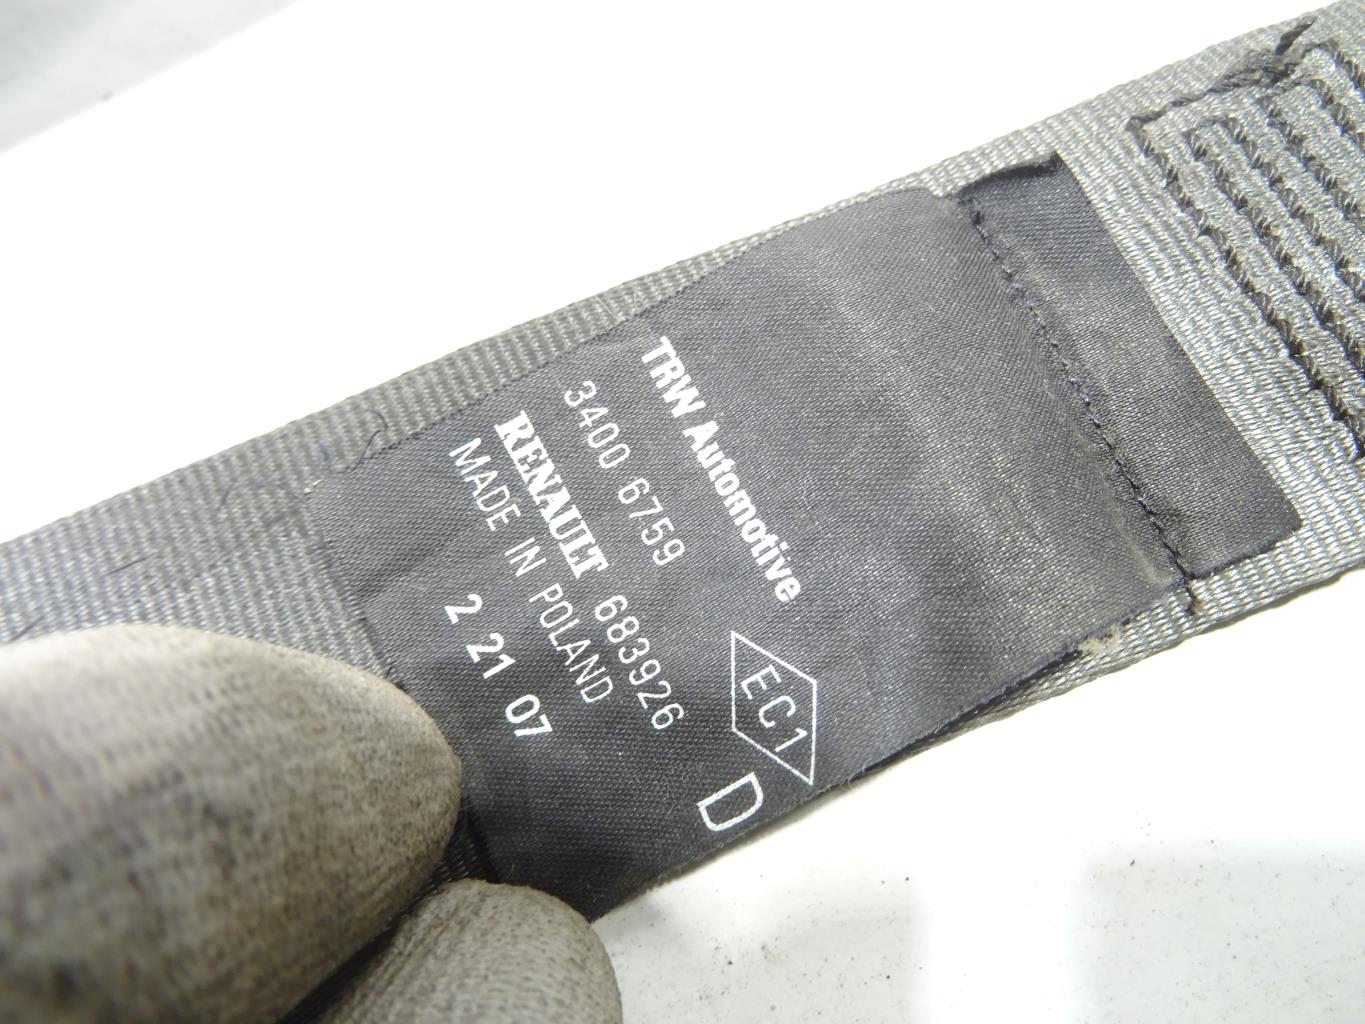 TRW Automotive
3400 6759
RENAULT 683926
MADE IN POLAND
2 21 07
EC1
D